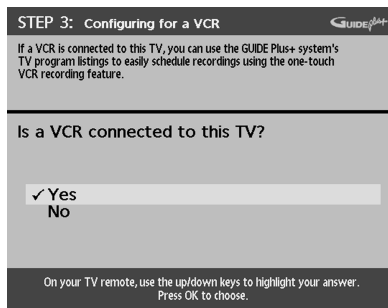 STEP 3: Configuring for a VCR
GUIDE Plus+
If a VCR is connected to this TV, you can use the GUIDE Plus+ system's
TV program listings to easily schedule recordings using the one-touch
VCR recording feature.
Is a VCR connected to this TV?
✓ Yes
No
On your TV remote, use the up/down keys to highlight your answer.
Press OK to choose.